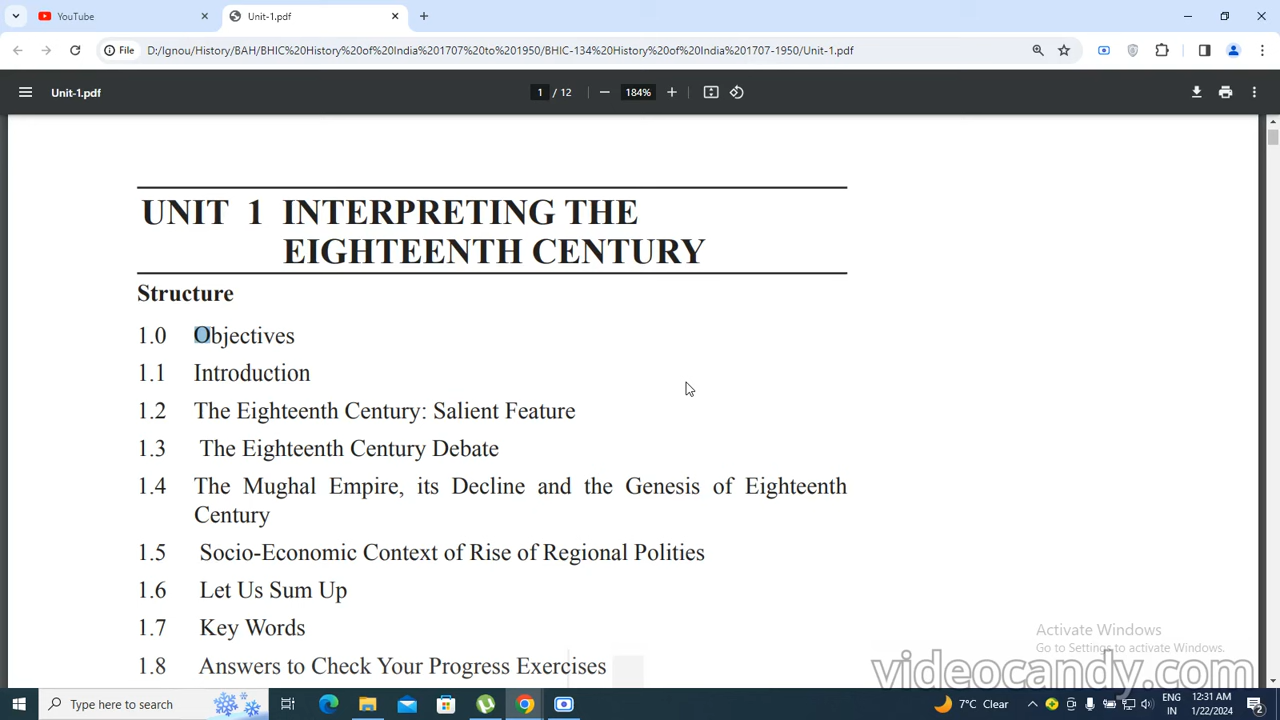 YouTube
Unit-1.pdf
File
D:/Ignou/History/BAH/BHIC%20History%20of%20India%201707%20to%201950/BHIC-134%20History%20of%20India%201707-1950/Unit-1.pdf
Unit-1.pdf
1 / 12
184%
UNIT 1 INTERPRETING THE
EIGHTEENTH CENTURY
Structure
1.0 Objectives
1.1 Introduction
1.2 The Eighteenth Century: Salient Feature
1.3 The Eighteenth Century Debate
1.4 The Mughal Empire, its Decline and the Genesis of Eighteenth
Century
1.5 Socio-Economic Context of Rise of Regional Polities
1.6 Let Us Sum Up
1.7 Key Words
1.8 Answers to Check Your Progress Exercises
Activate Windows
Go to Settings to activate Windows.
videocandy.com
Type here to search
7°C Clear
ENG
IN
12:31 AM
1/22/2024
2